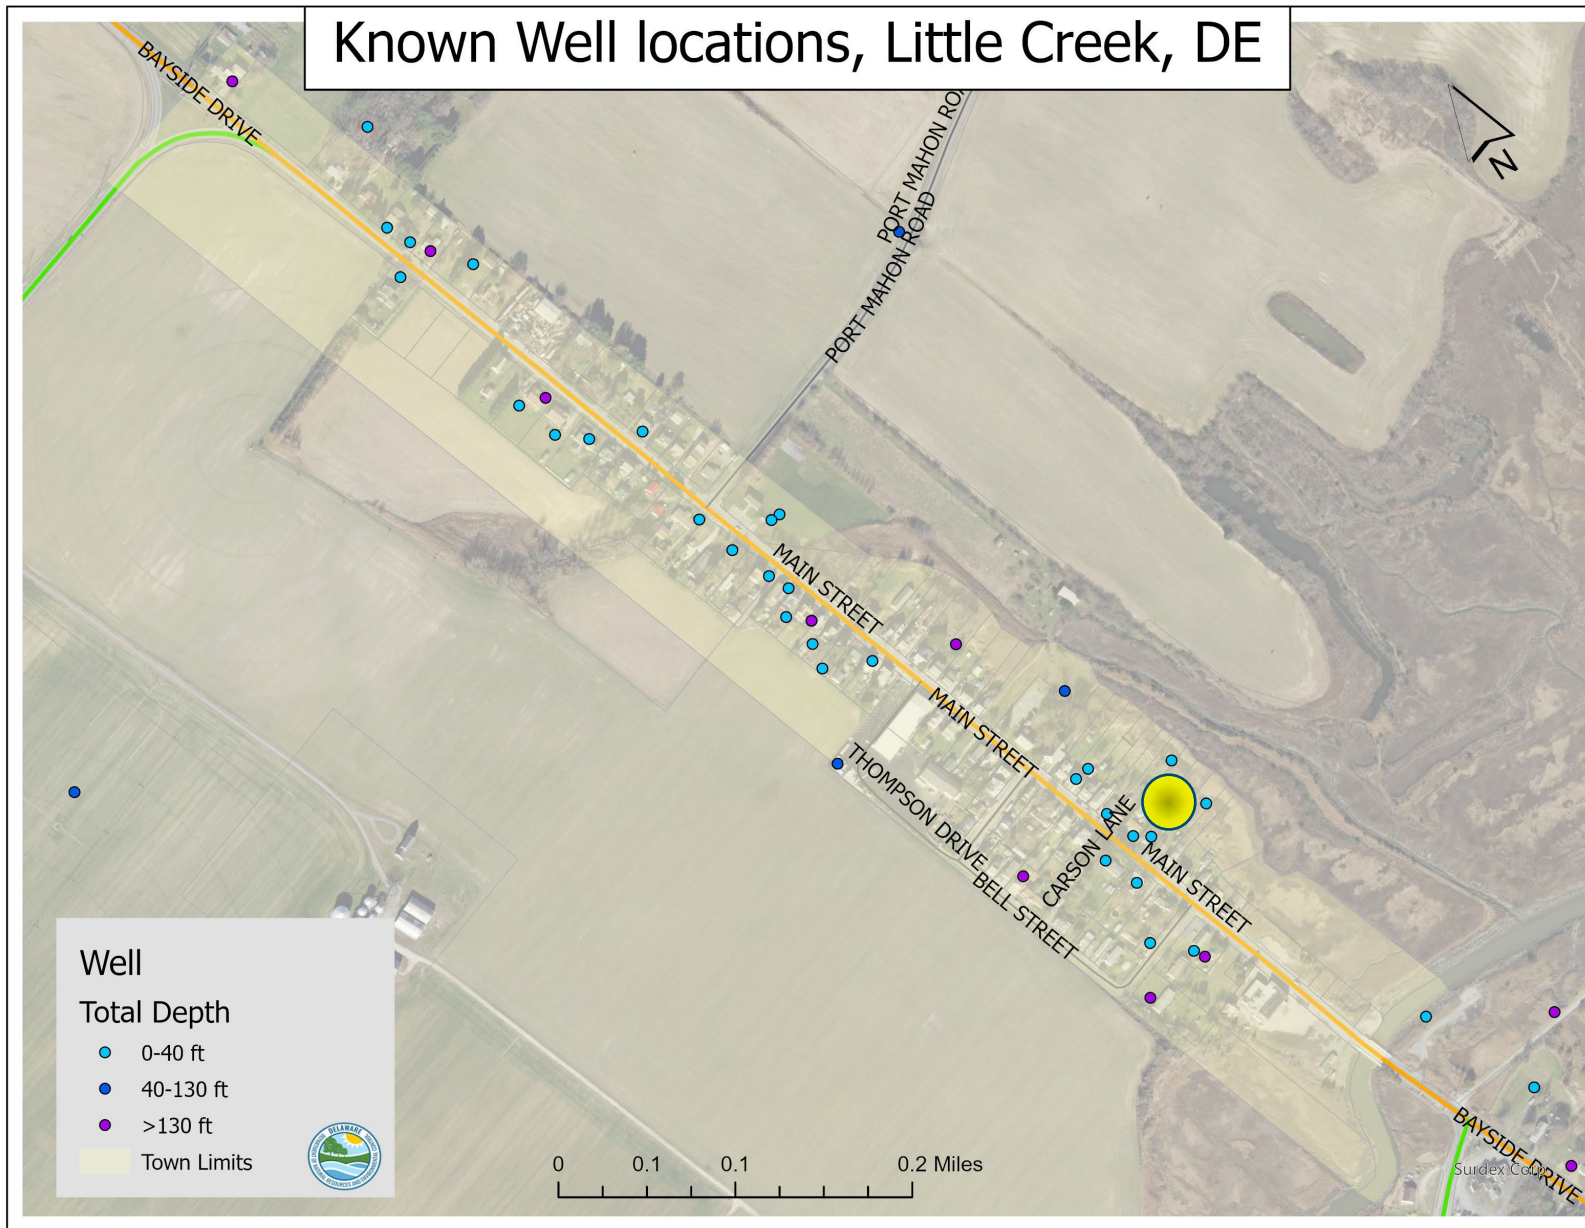 Known Well locations, Little Creek, DE
BAYSIDE DRIVE
PORT MAHON RO
PORT MAHON ROAD
N
MAIN STREET
MAIN STREET
THOMPSON DRIVE
CARSON LANE
MAIN STREET
BELL STREET
Well
Total Depth
0-40 ft
40-130 ft
>130 ft
Town Limits
DELAWARE
0 0.1 0.1 0.2 Miles
BAYSIDE DRIVE
Surdex Corp.